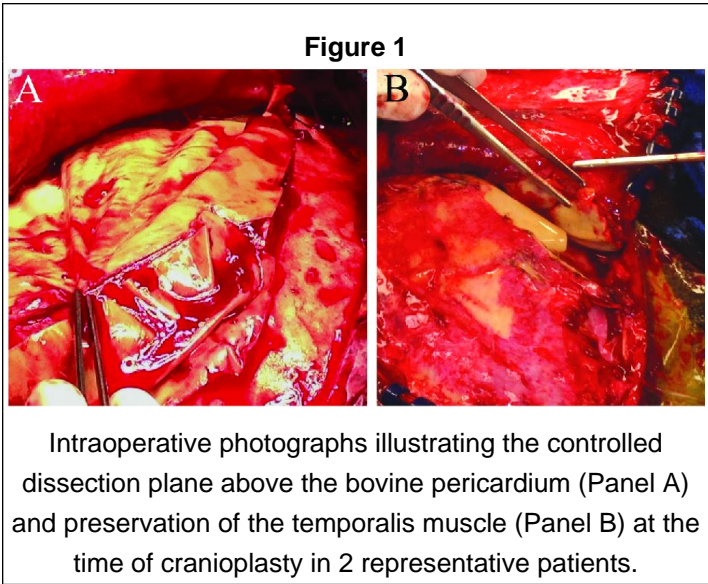 Figure 1
A
B
Intraoperative photographs illustrating the controlled
dissection plane above the bovine pericardium (Panel A)
and preservation of the temporalis muscle (Panel B) at the
time of cranioplasty in 2 representative patients.